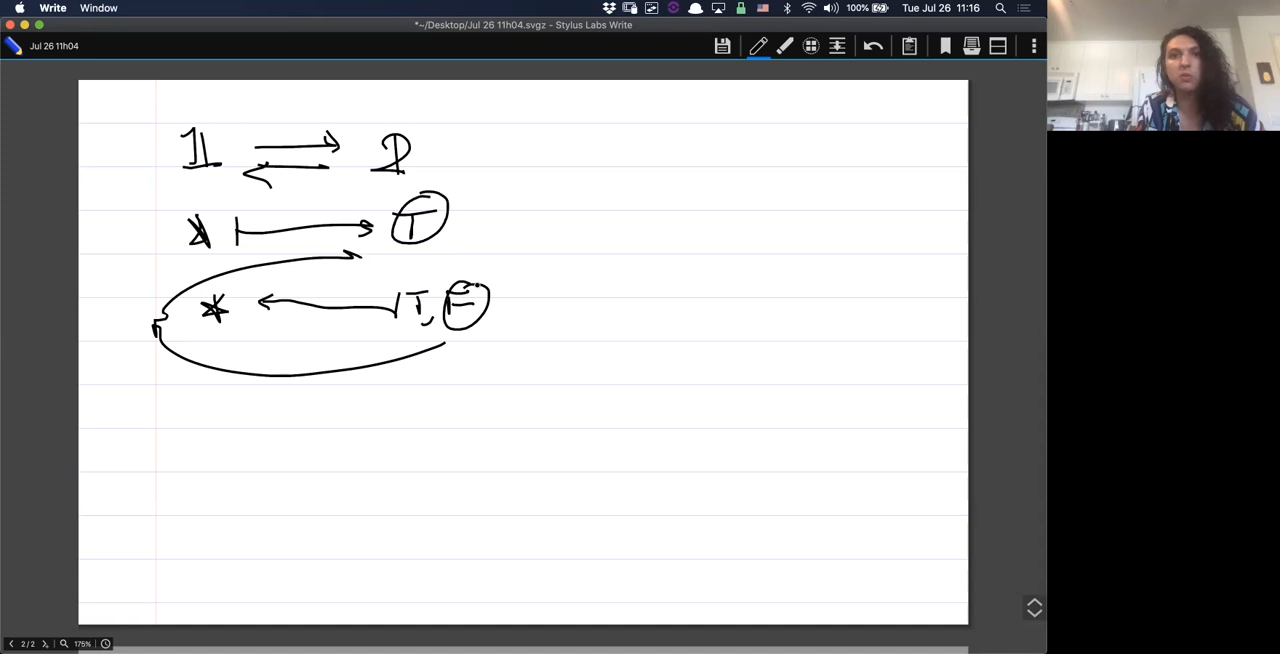 Write Window 100% Tue Jul 26 11:16
*~/Desktop/Jul 26 11h04.svgz - Stylus Labs Write
Jul 26 11h04
𝟙 ⇄ 𝟚
* ↦ T
* ↤ T, F
2/2 175%